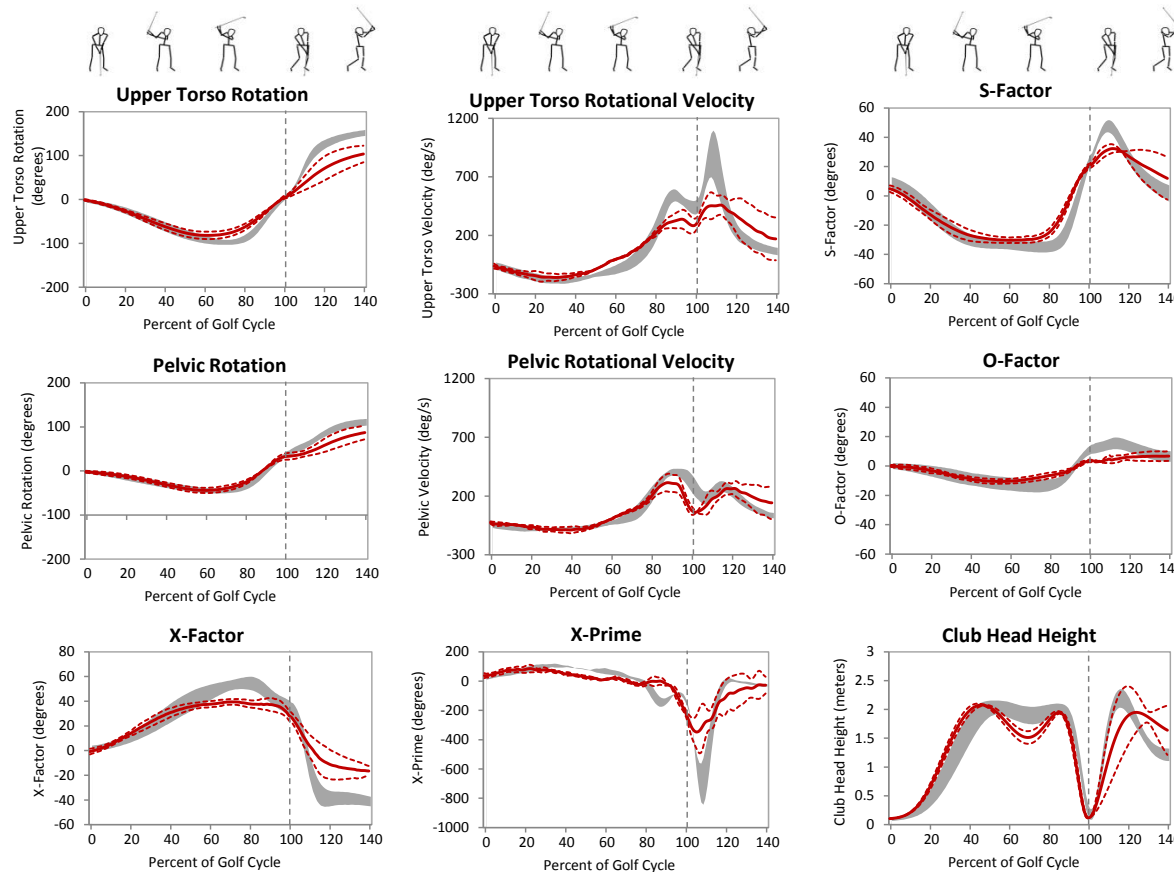 Upper Torso Rotation
Upper Torso Rotation
(degrees)
200
100
0
-100
-200
0 20 40 60 80 100 120 140
Percent of Golf Cycle
Upper Torso Rotational Velocity
Upper Torso Velocity (deg/s)
1200
700
200
-300
0 20 40 60 80 100 120 140
Percent of Golf Cycle
S-Factor
S-Factor (degrees)
60
40
20
0
-20
-40
-60
0 20 40 60 80 100 120 140
Percent of Golf Cycle
Pelvic Rotation
Pelvic Rotation (degrees)
200
100
0
-100
-200
0 20 40 60 80 100 120 140
Percent of Golf Cycle
Pelvic Rotational Velocity
Pelvic Velocity (deg/s)
1200
700
200
-300
0 20 40 60 80 100 120 140
Percent of Golf Cycle
O-Factor
O-Factor (degrees)
60
40
20
0
-20
-40
-60
0 20 40 60 80 100 120 140
Percent of Golf Cycle
X-Factor
X-Factor (degrees)
80
60
40
20
0
-20
-40
-60
0 20 40 60 80 100 120 140
Percent of Golf Cycle
X-Prime
X-Prime (degrees)
200
0
-200
-400
-600
-800
-1000
0 20 40 60 80 100 120 140
Percent of Golf Cycle
Club Head Height
Club Head Height (meters)
3
2.5
2
1.5
1
0.5
0
0 20 40 60 80 100 120 140
Percent of Golf Cycle